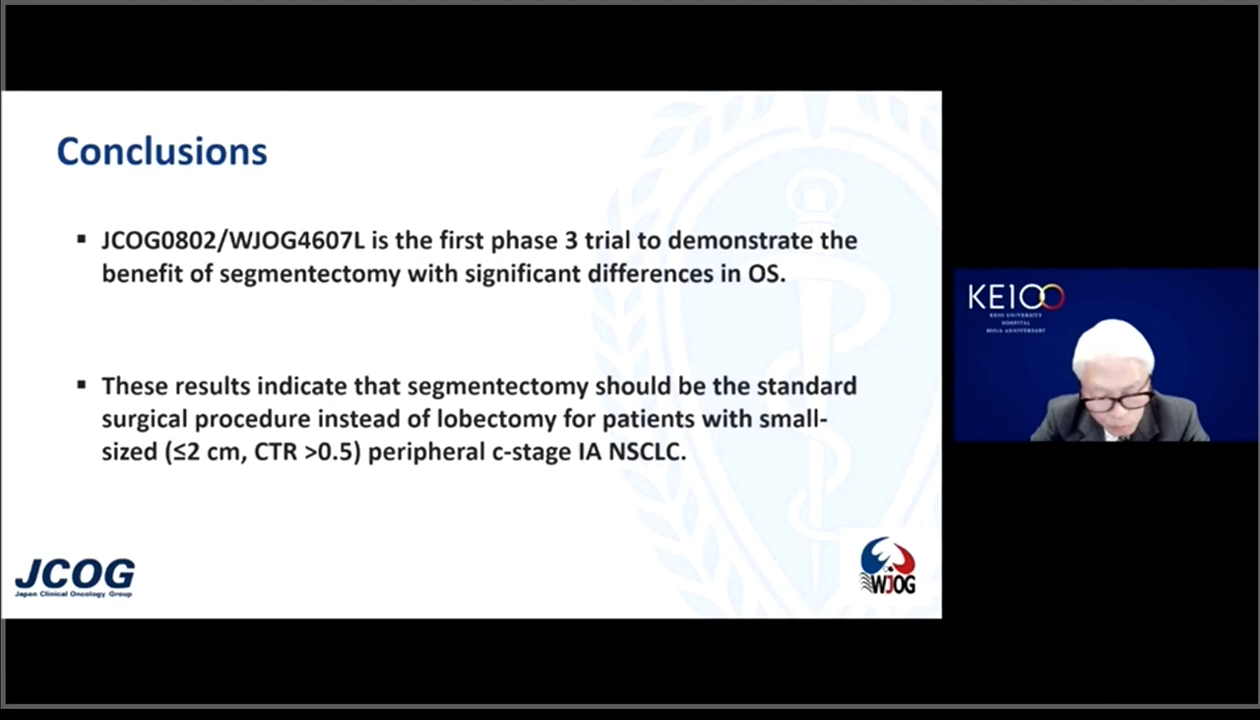 Conclusions
▪ JCOG0802/WJOG4607L is the first phase 3 trial to demonstrate the
benefit of segmentectomy with significant differences in OS.
▪ These results indicate that segmentectomy should be the standard
surgical procedure instead of lobectomy for patients with small-
sized (≤2 cm, CTR >0.5) peripheral c-stage IA NSCLC.
JCOG
Japan Clinical Oncology Group
WJOG
KEIO
KEIO UNIVERSITY
HOSPITAL
100th ANNIVERSARY